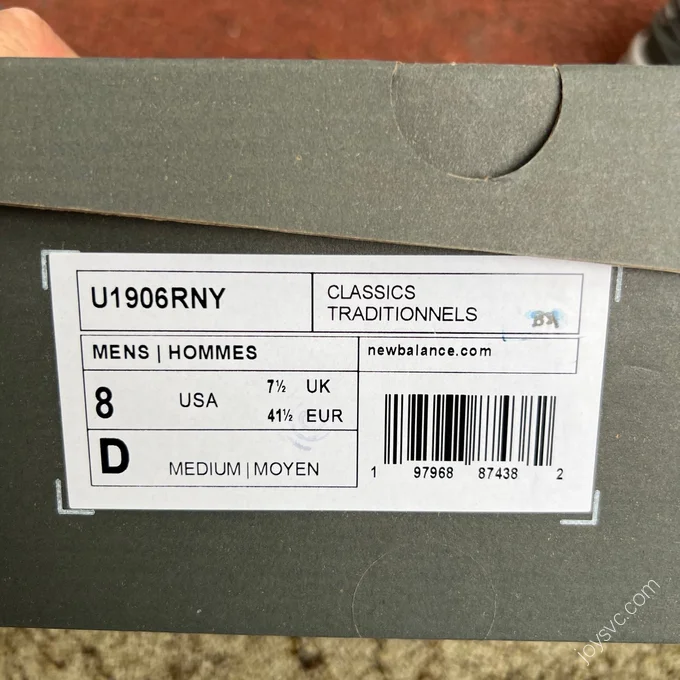 U1906RNY
CLASSICS
TRADITIONNELS
MENS | HOMMES
newbalance.com
8
USA
7½ UK
41½ EUR
D
MEDIUM | MOYEN
1 97968 87438 2
joysvc.com